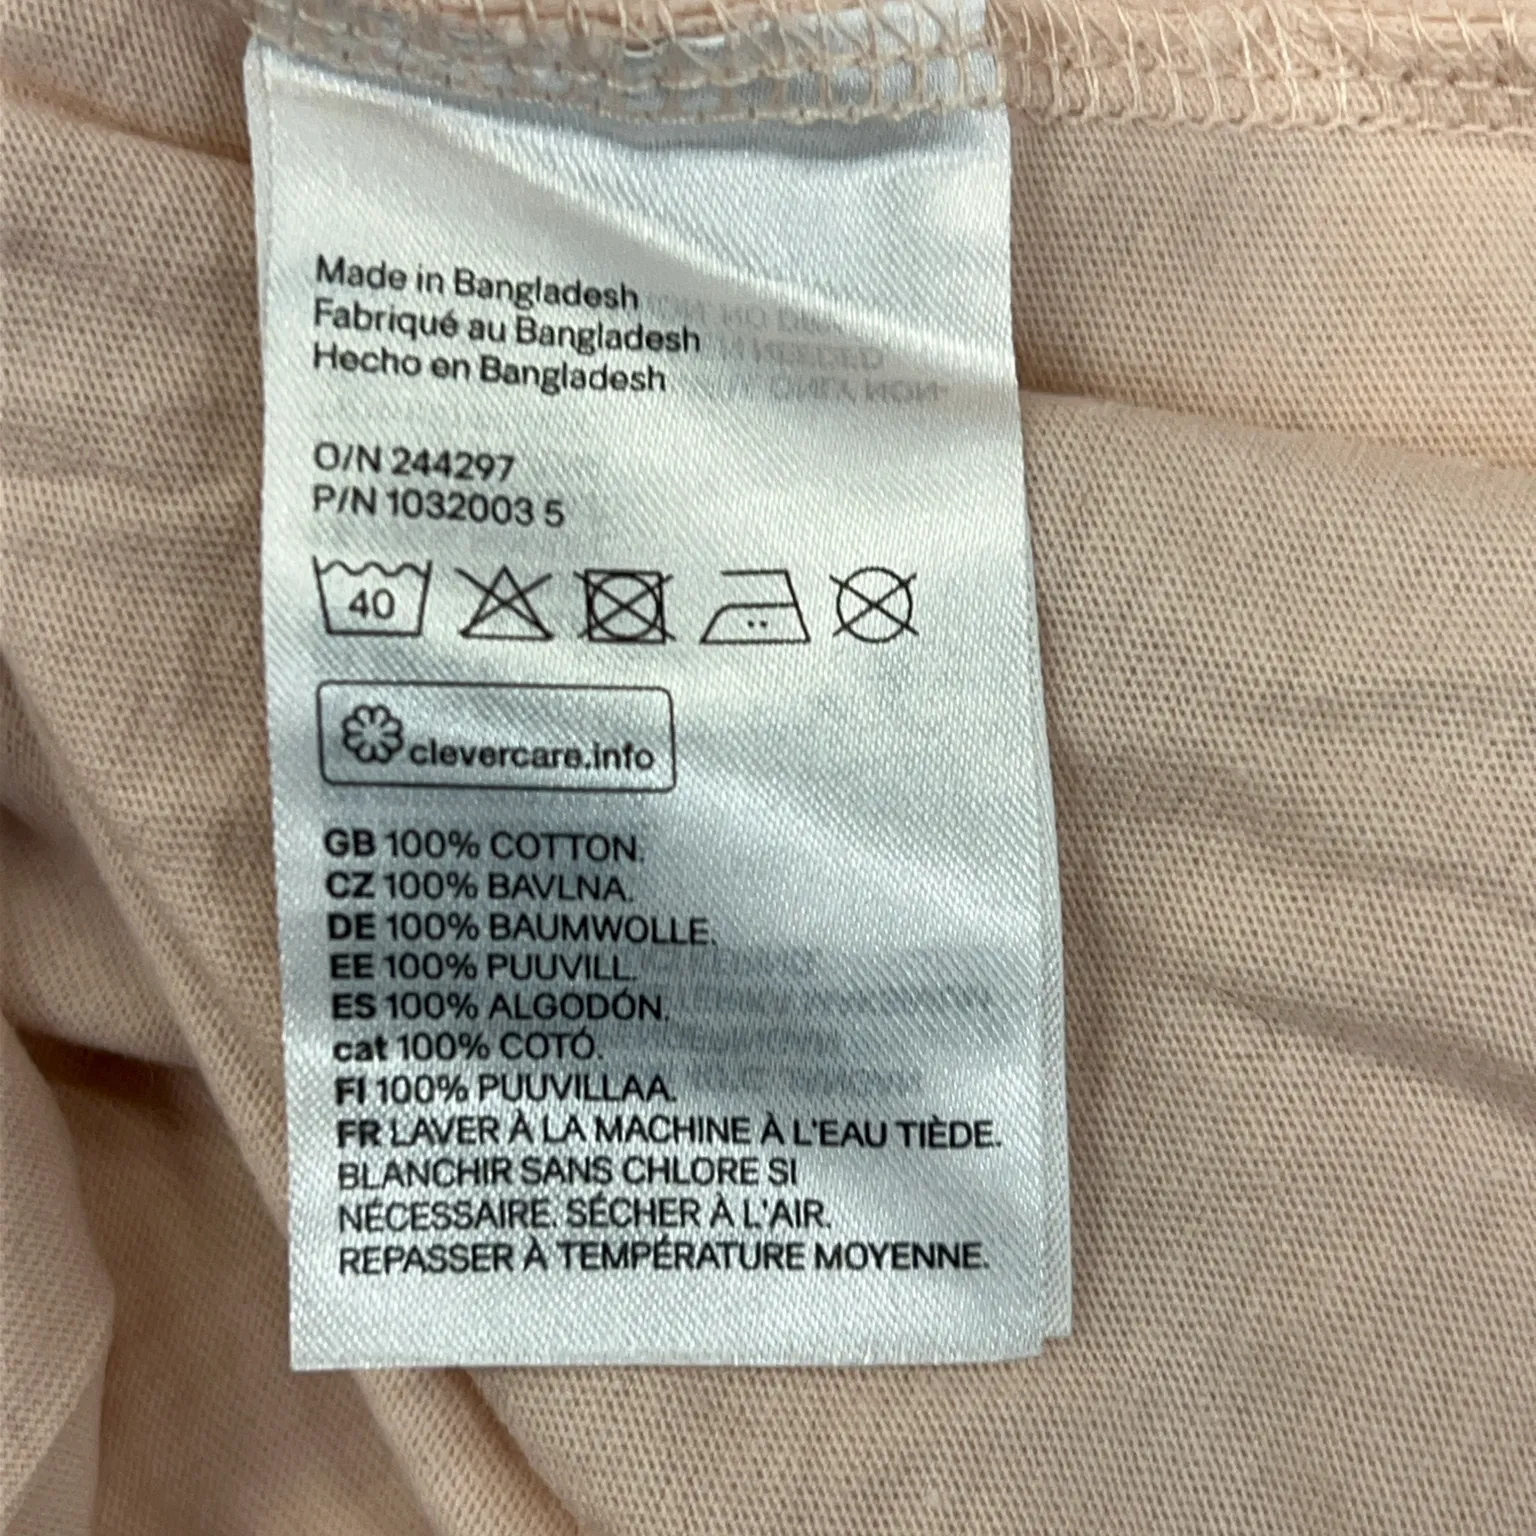 Made in Bangladesh
Fabriqué au Bangladesh
Hecho en Bangladesh
O/N 244297
P/N 1032003 5
40
clevercare.info
GB 100% COTTON.
CZ 100% BAVLNA.
DE 100% BAUMWOLLE.
EE 100% PUUVILL.
ES 100% ALGODÓN.
cat 100% COTÓ.
FI 100% PUUVILLAA.
FR LAVER À LA MACHINE À L'EAU TIÈDE.
BLANCHIR SANS CHLORE SI
NÉCESSAIRE. SÉCHER À L'AIR.
REPASSER À TEMPÉRATURE MOYENNE.